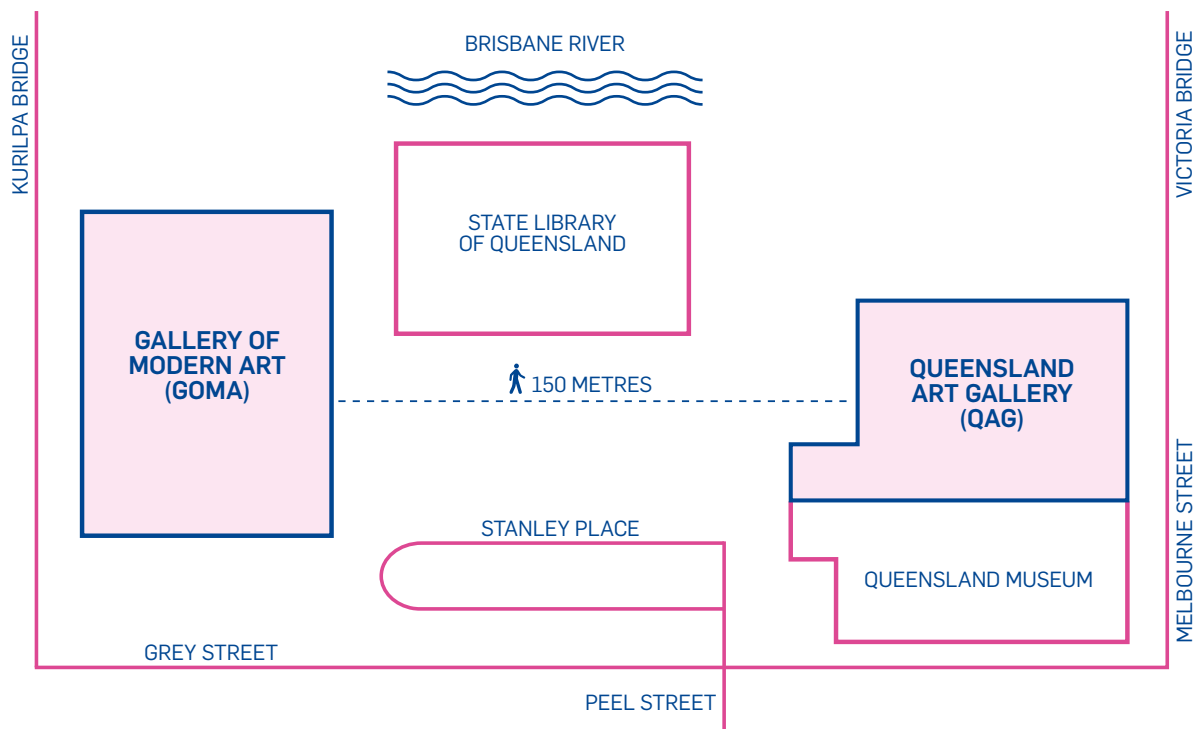 BRISBANE RIVER
KURILPA BRIDGE
VICTORIA BRIDGE
STATE LIBRARY
OF QUEENSLAND
GALLERY OF
MODERN ART
(GOMA)
150 METRES
QUEENSLAND
ART GALLERY
(QAG)
STANLEY PLACE
QUEENSLAND MUSEUM
MELBOURNE STREET
GREY STREET
PEEL STREET